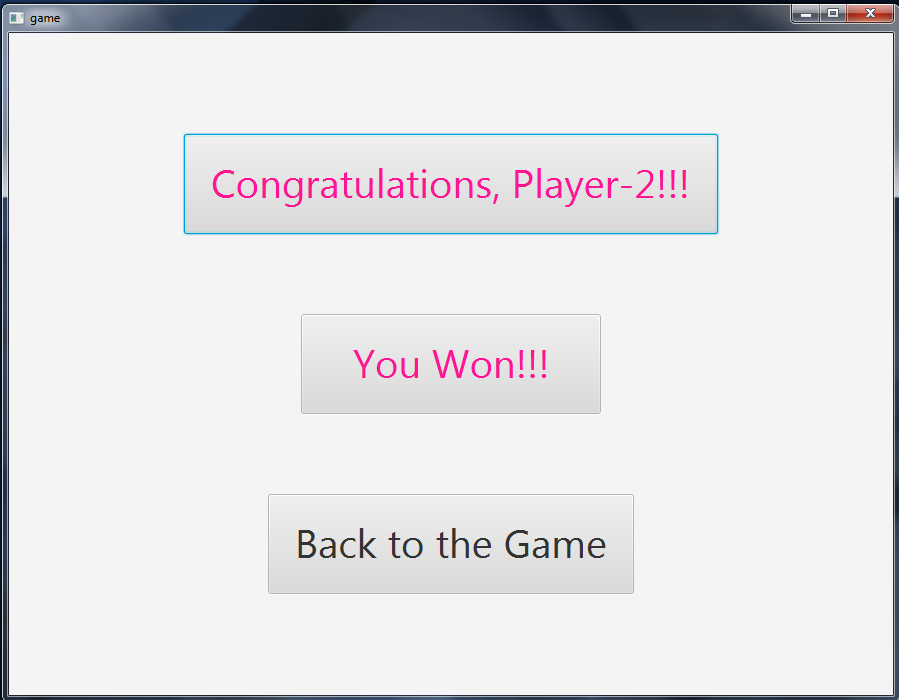 game
Congratulations, Player-2!!!
You Won!!!
Back to the Game